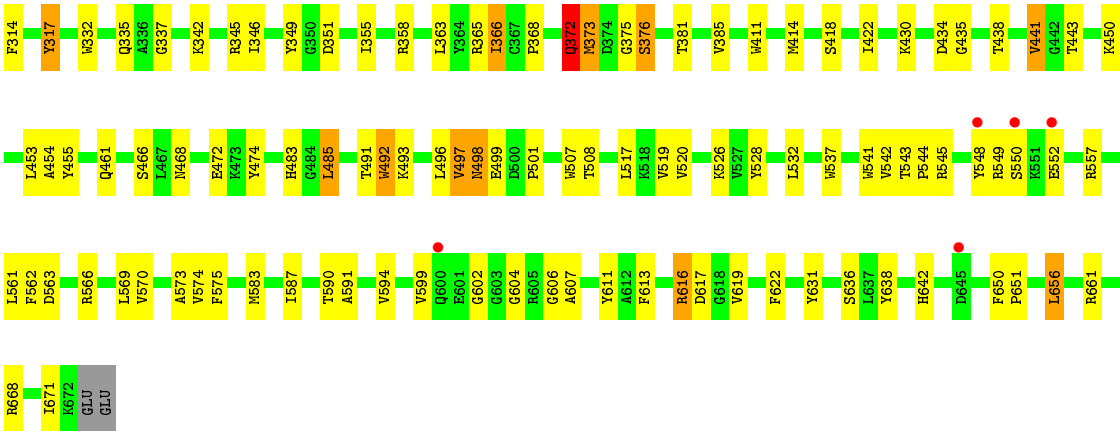 F314 Y317 W332 Q335 A336 G337 K342 R345 I346 Y349 G350 D351 I355 R358 L363 Y364 R365 I366 C367 P368 Q372 W373 D374 G375 S376 T381 V385 W411 M414 S418 I422 K430 D434 G435 T438 V441 G442 T443 K450
L453 A454 Y455 Q461 S466 L467 N468 E472 K473 Y474 H483 G484 L485 T491 W492 K493 L496 V497 N498 E499 D500 P501 W507 T508 L517 K518 V519 V520 K526 V527 Y528 L532 W537 W541 V542 T543 P544 R545 Y548 R549 S550 K551 E552 R557
L561 F562 D563 R566 L569 V570 A573 V574 F575 M583 I587 T590 A591 V594 V599 Q600 E601 G602 G603 G604 R605 G606 A607 Y611 A612 F613 R616 D617 G618 V619 F622 Y631 S636 L637 Y638 H642 D645 F650 P651 L656 R661
R668 I671 K672 GLU GLU